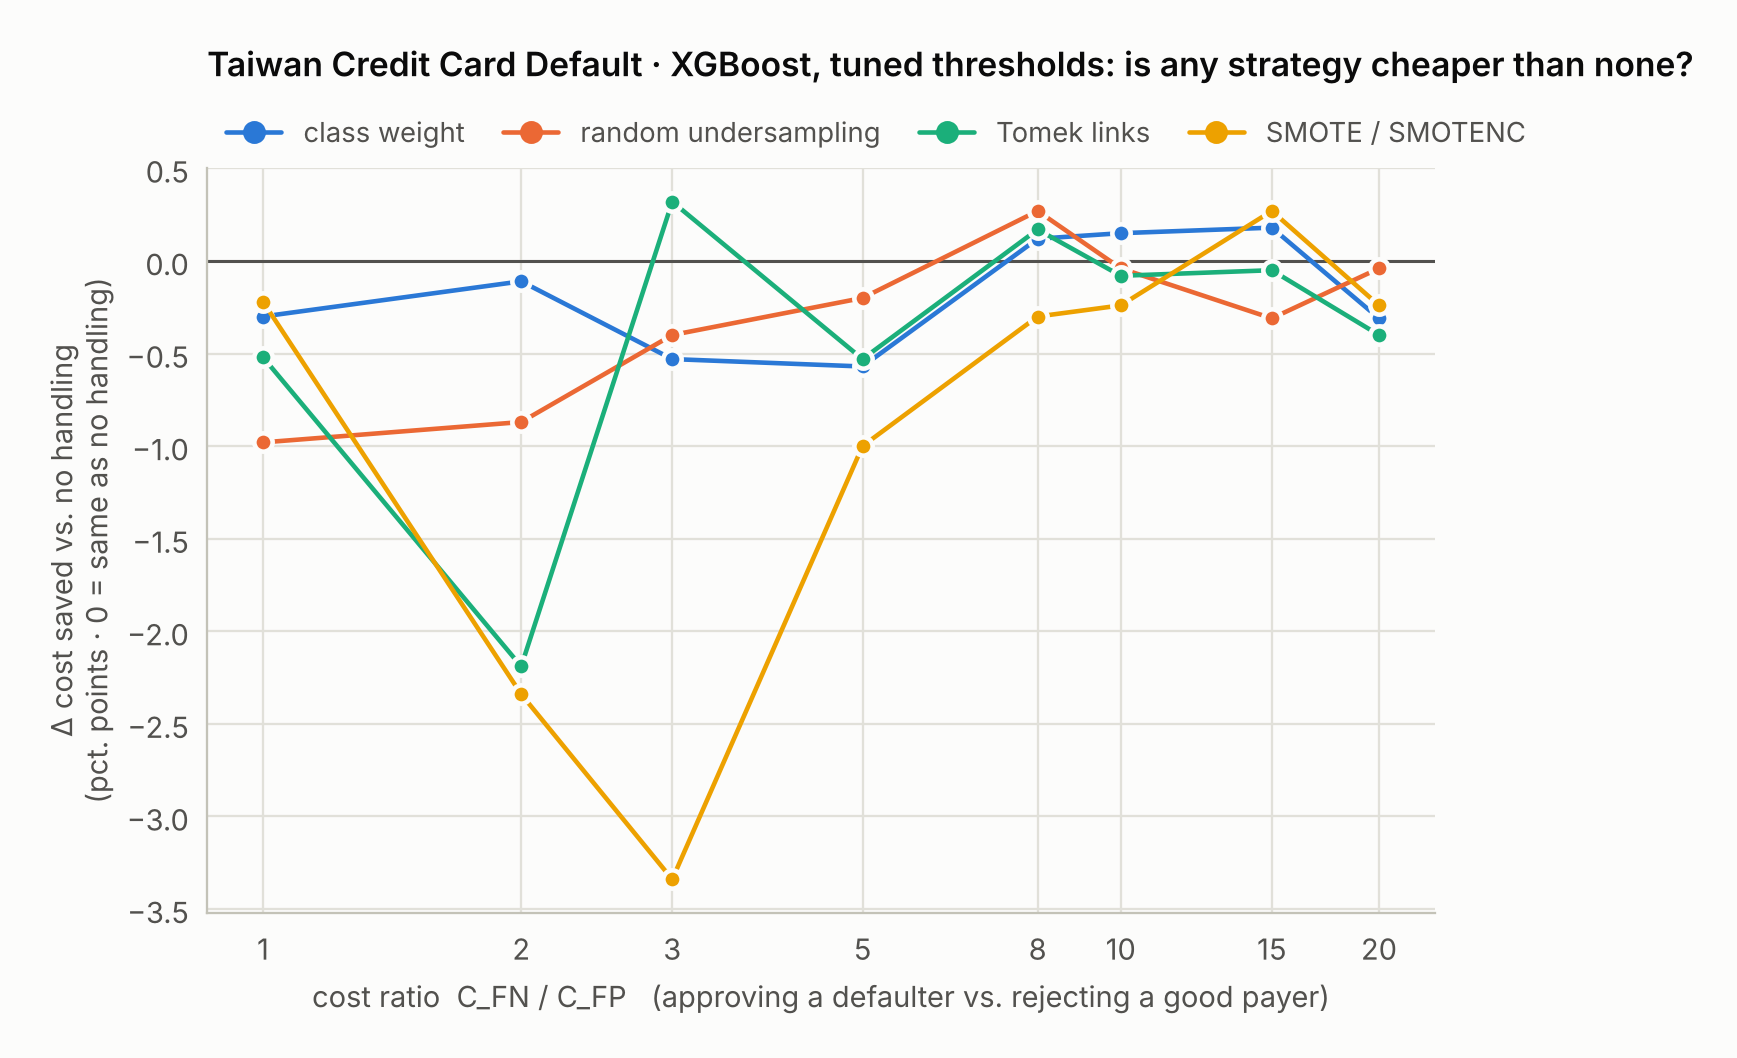 Taiwan Credit Card Default · XGBoost, tuned thresholds: is any strategy cheaper than none?
class weight
random undersampling
Tomek links
SMOTE / SMOTENC
Δ cost saved vs. no handling
(pct. points · 0 = same as no handling)
0.5
0.0
−0.5
−1.0
−1.5
−2.0
−2.5
−3.0
−3.5
1 2 3 5 8 10 15 20
cost ratio  C_FN / C_FP   (approving a defaulter vs. rejecting a good payer)